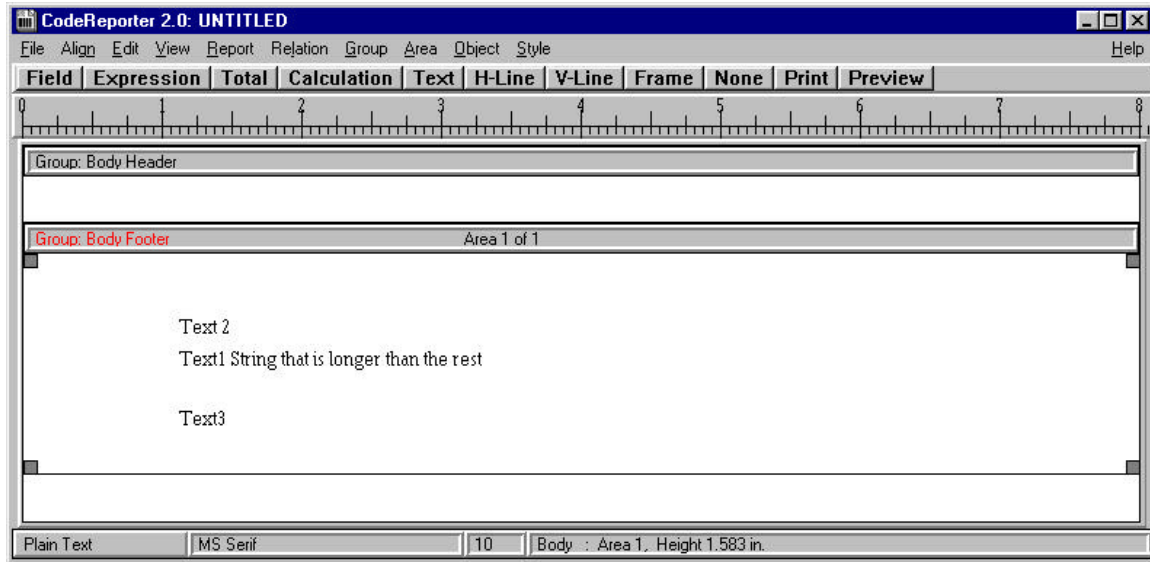 CodeReporter 2.0: UNTITLED
File Align Edit View Report Relation Group Area Object Style Help
Field Expression Total Calculation Text H-Line V-Line Frame None Print Preview
0 1 2 3 4 5 6 7 8
Group: Body Header
Group: Body Footer Area 1 of 1
Text 2
Text1 String that is longer than the rest
Text3
Plain Text MS Serif 10 Body : Area 1, Height 1.583 in.